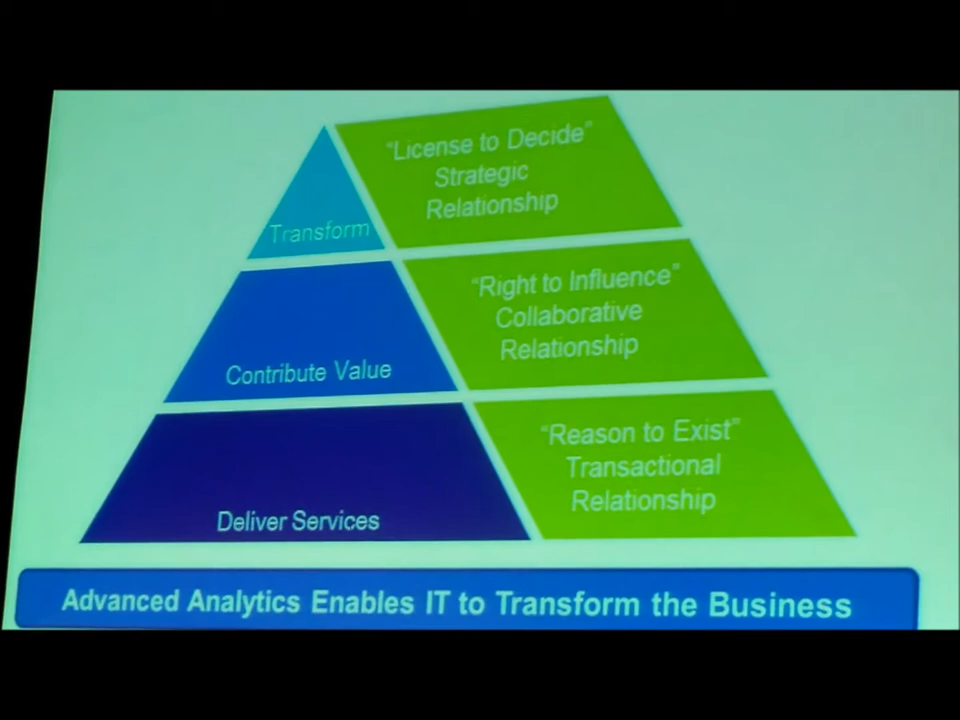 Transform
"License to Decide"
Strategic
Relationship
Contribute Value
"Right to Influence"
Collaborative
Relationship
Deliver Services
"Reason to Exist"
Transactional
Relationship
Advanced Analytics Enables IT to Transform the Business